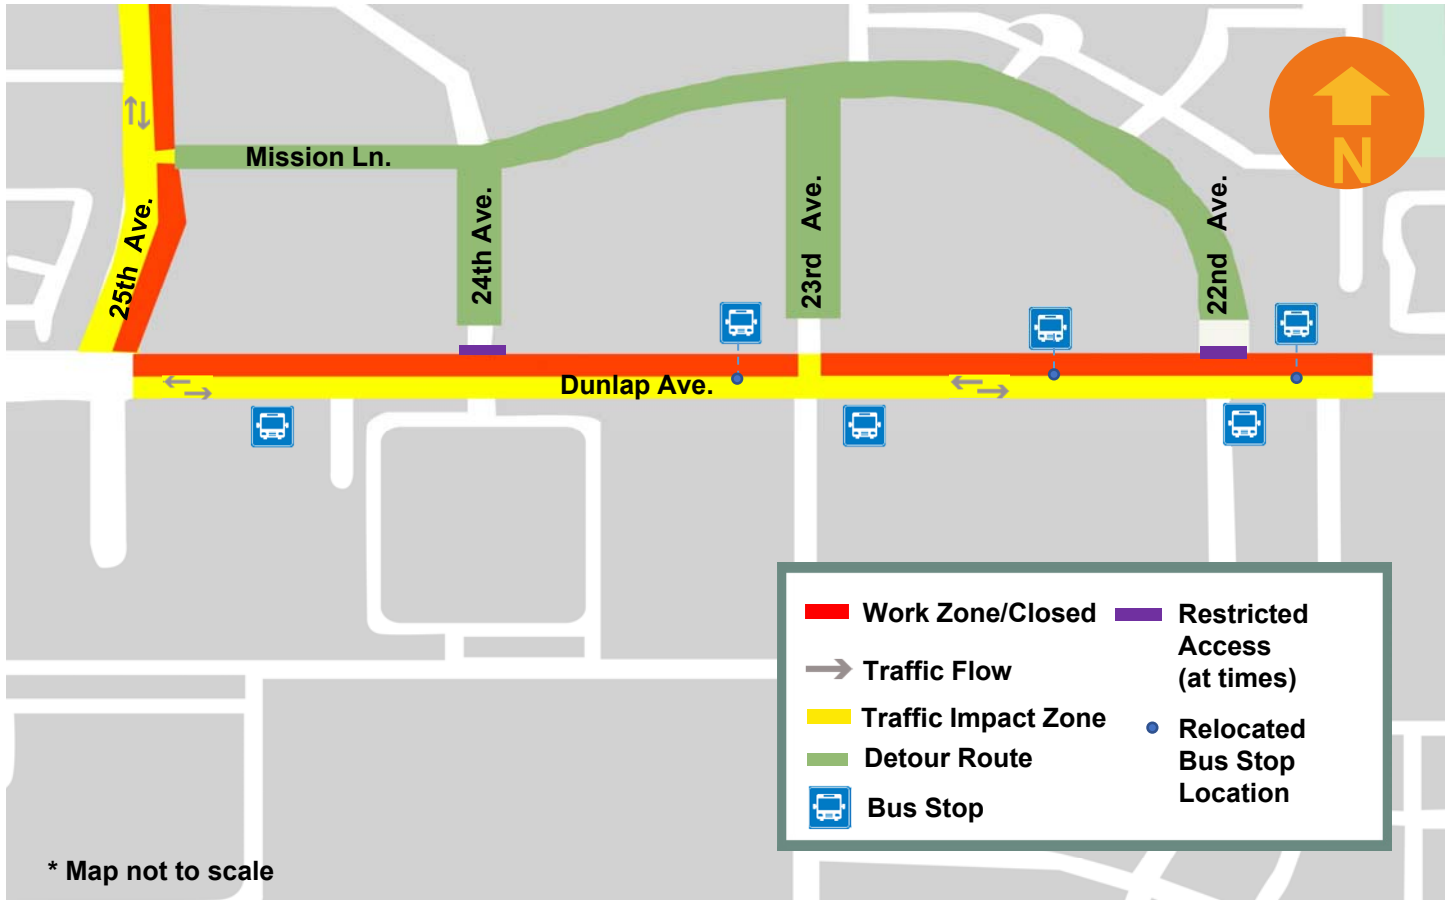 N
Mission Ln.
25th Ave.
24th Ave.
23rd Ave.
22nd Ave.
Dunlap Ave.
Work Zone/Closed
Traffic Flow
Traffic Impact Zone
Detour Route
Bus Stop
Restricted
Access
(at times)
Relocated
Bus Stop
Location
* Map not to scale